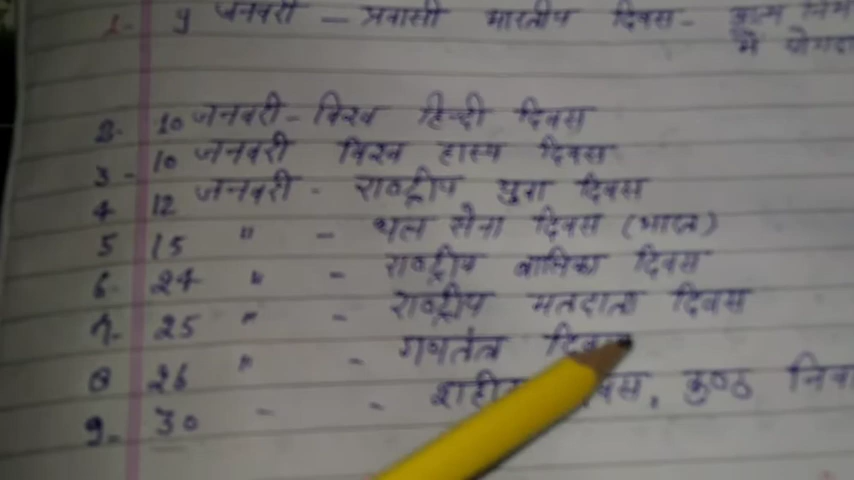 1- 9 जनवरी - प्रवासी भारतीय दिवस-
में
2- 10 जनवरी - विश्व हिन्दी दिवस
3- 10 जनवरी विश्व हास्य दिवस
4 12 जनवरी - राष्ट्रीय युवा दिवस
5 15 " - थल सेना दिवस (भारत)
6- 24 " - राष्ट्रीय बालिका दिवस
7- 25 " - राष्ट्रीय मतदाता दिवस
8 26 " - गणतंत्र दिवस
9- 30 - - दिवस, कुष्ठ